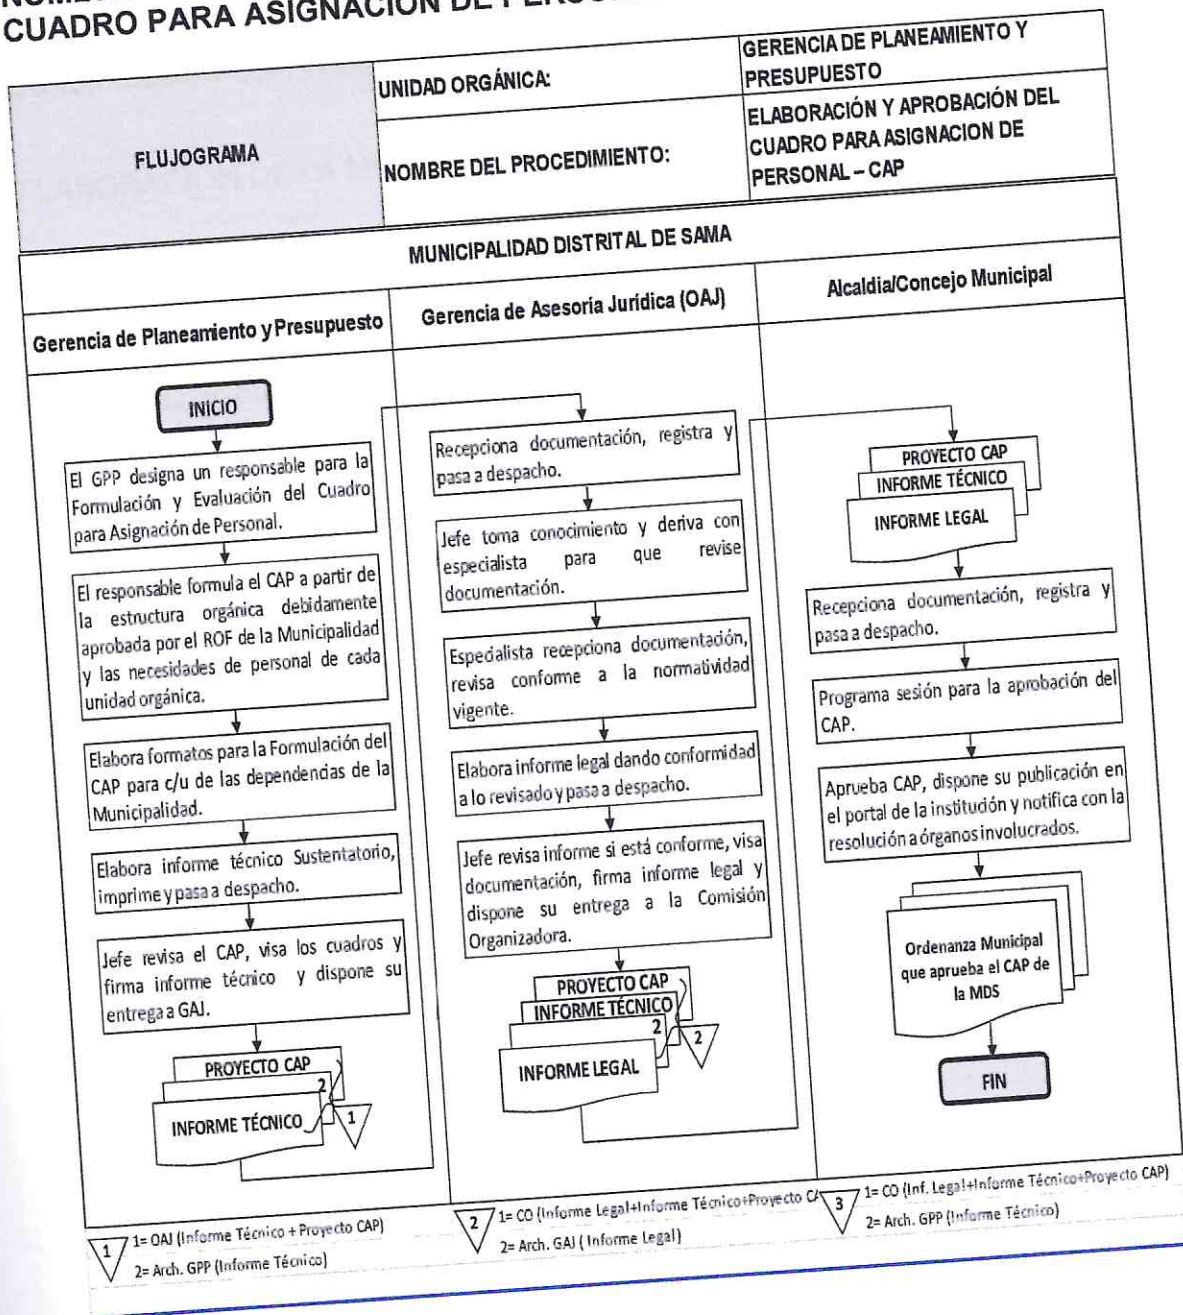 CUADRO PARA ASIGNACIÓN DE
FLUJOGRAMA
UNIDAD ORGÁNICA:
GERENCIA DE PLANEAMIENTO Y
PRESUPUESTO
NOMBRE DEL PROCEDIMIENTO:
ELABORACIÓN Y APROBACIÓN DEL
CUADRO PARA ASIGNACION DE
PERSONAL – CAP
MUNICIPALIDAD DISTRITAL DE SAMA
Gerencia de Planeamiento y Presupuesto
Gerencia de Asesoría Jurídica (OAJ)
Alcaldia/Concejo Municipal
INICIO
El GPP designa un responsable para la
Formulación y Evaluación del Cuadro
para Asignación de Personal.
El responsable formula el CAP a partir de
la estructura orgánica debidamente
aprobada por el ROF de la Municipalidad
y las necesidades de personal de cada
unidad orgánica.
Elabora formatos para la Formulación del
CAP para c/u de las dependencias de la
Municipalidad.
Elabora informe técnico Sustentatorio,
imprime y pasa a despacho.
Jefe revisa el CAP, visa los cuadros y
firma informe técnico y dispone su
entrega a GAJ.
PROYECTO CAP
2
INFORME TÉCNICO
1
Recepciona documentación, registra y
pasa a despacho.
Jefe toma conocimiento y deriva con
especialista para que revise
documentación.
Especialista recepciona documentación,
revisa conforme a la normatividad
vigente.
Elabora informe legal dando conformidad
a lo revisado y pasa a despacho.
Jefe revisa informe si está conforme, visa
documentación, firma informe legal y
dispone su entrega a la Comisión
Organizadora.
PROYECTO CAP
INFORME TÉCNICO
2
2
INFORME LEGAL
PROYECTO CAP
INFORME TÉCNICO
INFORME LEGAL
Recepciona documentación, registra y
pasa a despacho.
Programa sesión para la aprobación del
CAP.
Aprueba CAP, dispone su publicación en
el portal de la institución y notifica con la
resolución a órganos involucrados.
Ordenanza Municipal
que aprueba el CAP de
la MDS
FIN
1
1= OAJ (Informe Técnico + Proyecto CAP)
2= Arch. GPP (Informe Técnico)
2
1= CO (Informe Legal+Informe Técnico+Proyecto CA
2= Arch. GAJ ( Informe Legal)
3
1= CO (Inf. Legal+Informe Técnico+Proyecto CAP)
2= Arch. GPP (Informe Técnico)